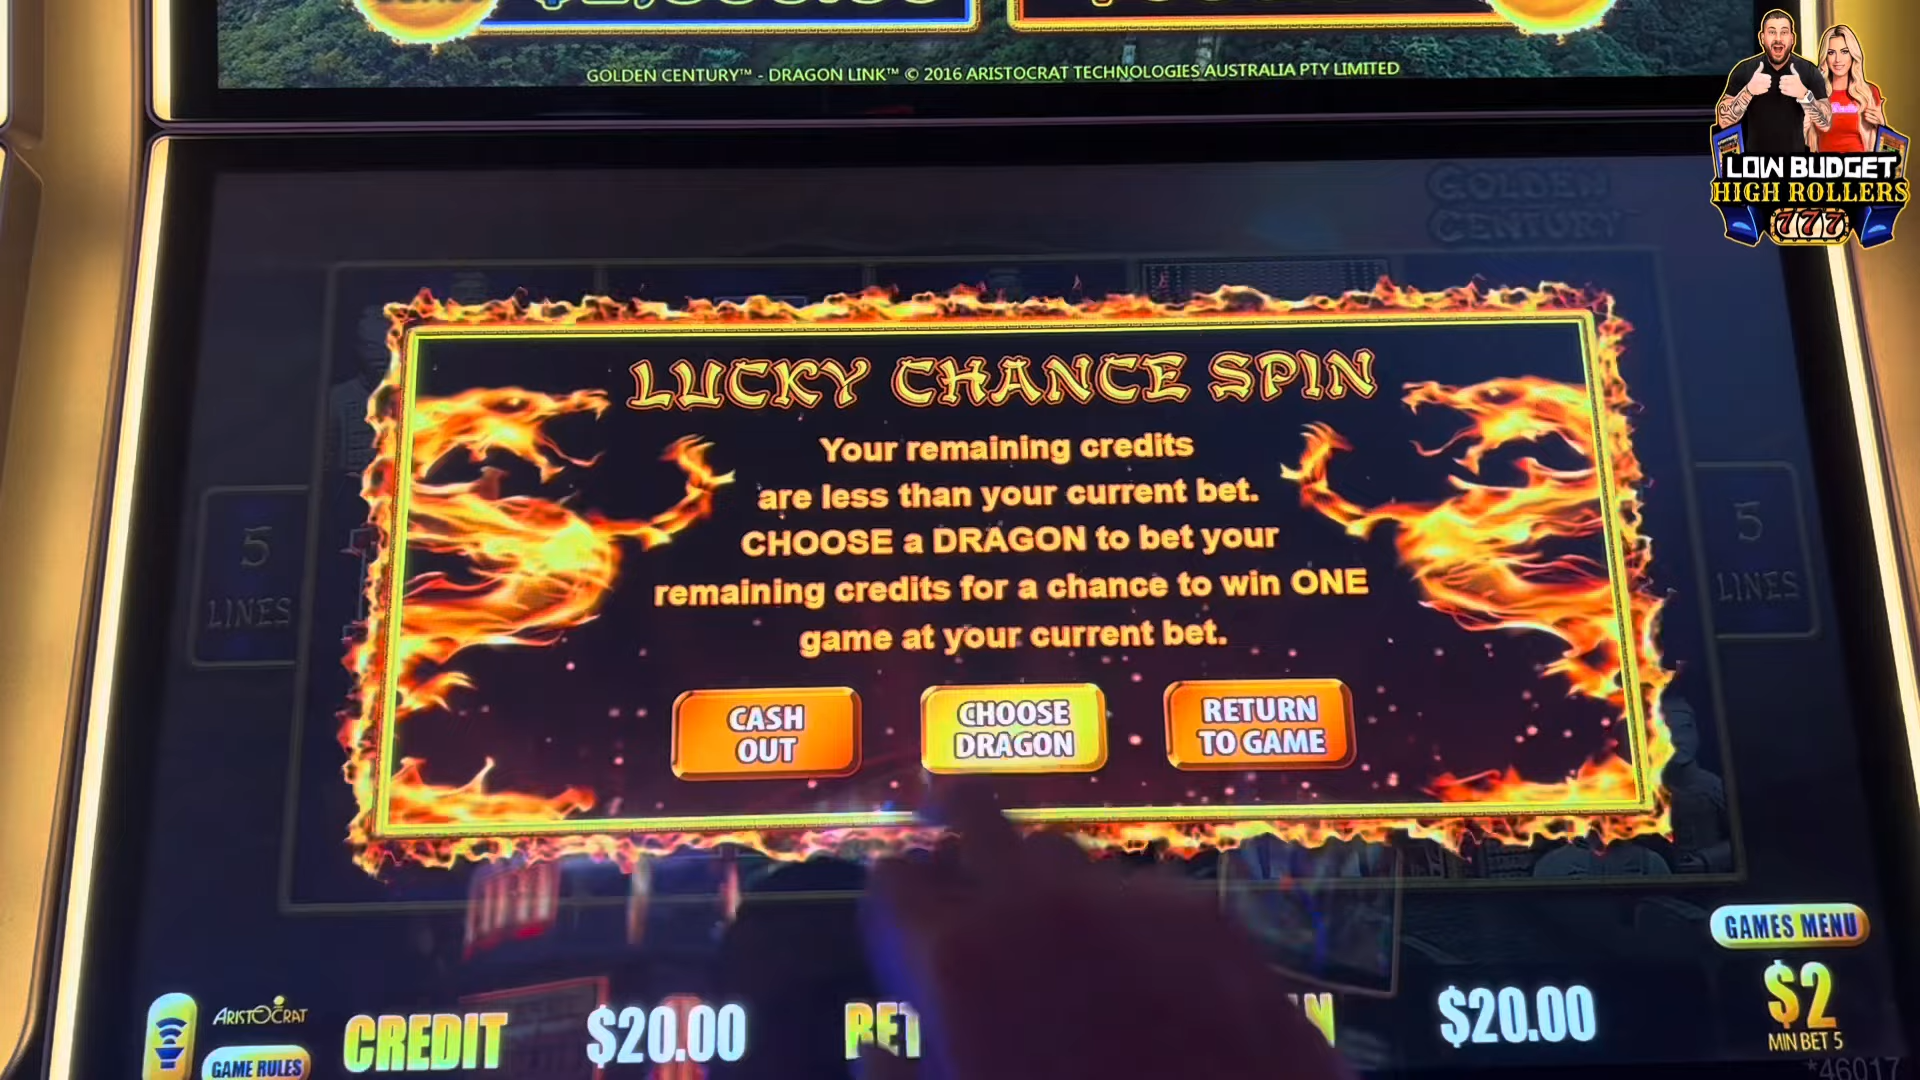 GOLDEN CENTURY™ - DRAGON LINK™ © 2016 ARISTOCRAT TECHNOLOGIES AUSTRALIA PTY LIMITED
LOW BUDGET
HIGH ROLLERS
777
GOLDEN
CENTURY
LUCKY CHANCE SPIN
Your remaining credits
are less than your current bet.
CHOOSE a DRAGON to bet your
remaining credits for a chance to win ONE
game at your current bet.
5
LINES
5
LINES
CASH
OUT
CHOOSE
DRAGON
RETURN
TO GAME
GAMES MENU
ARISTOCRAT
GAME RULES
CREDIT
$20.00
BET
$20.00
$2
MIN BET 5
*46017